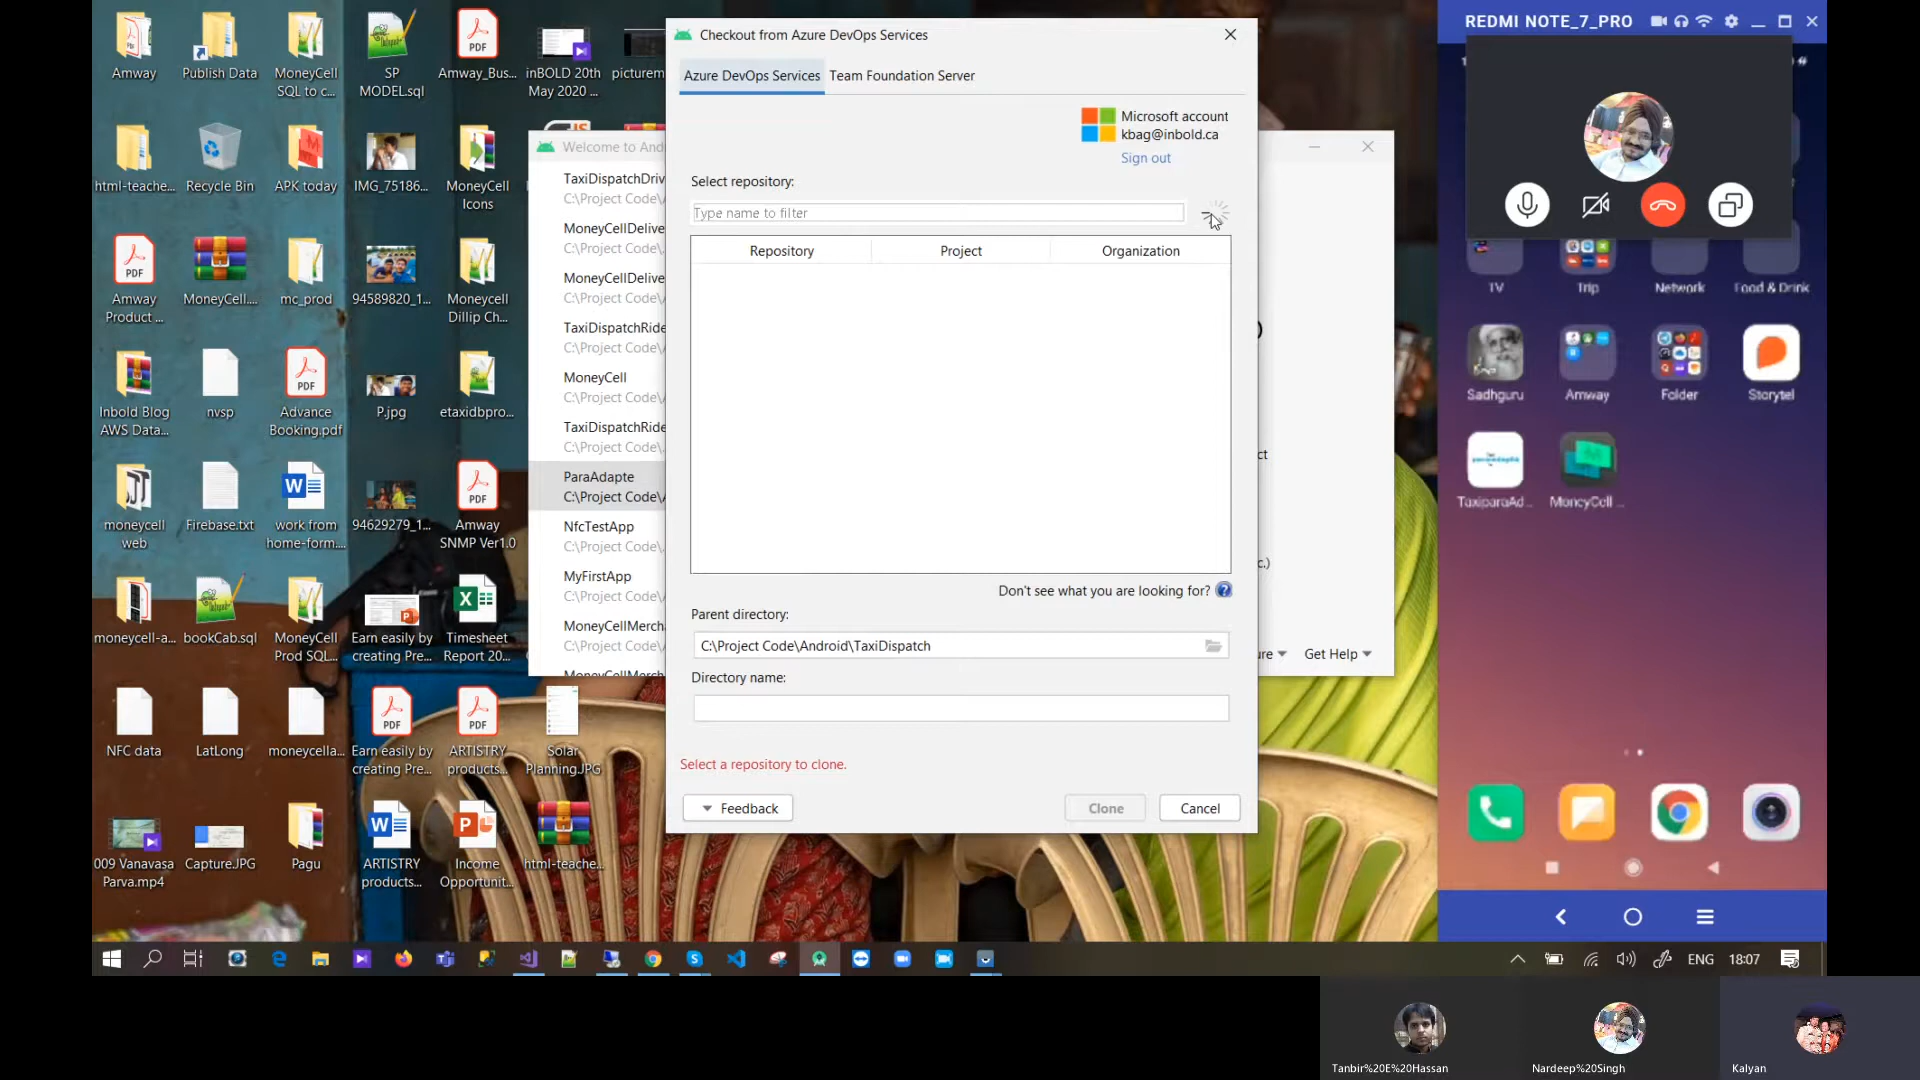 Amway
Publish Data
MoneyCell
SQL to c...
SP
MODEL.sql
Amway_Bus...
inBOLD 20th
May 2020 ...
picturem
html-teache...
Recycle Bin
APK today
IMG_75186...
MoneyCell
Icons
Amway
Product ...
MoneyCell....
mc_prod
94589820_1...
Moneycell
Dillip Ch...
Inbold Blog
AWS Data...
nvsp
Advance
Booking.pdf
P.jpg
etaxidbpro...
moneycell
web
Firebase.txt
work from
home-form....
94629279_1...
Amway
SNMP Ver1.0
moneycell-a...
bookCab.sql
MoneyCell
Prod SQL...
Earn easily by
creating Pre...
Timesheet
Report 20...
NFC data
LatLong
moneycella...
Earn easily by
creating Pre...
ARTISTRY
products...
Solar
Planning.JPG
009 Vanavasa
Parva.mp4
Capture.JPG
Pagu
ARTISTRY
products...
Income
Opportunit...
html-teache...
Welcome to And
TaxiDispatchDriv
C:\Project Code\A
MoneyCellDelive
C:\Project Code\A
MoneyCellDelive
C:\Project Code\A
TaxiDispatchRide
C:\Project Code\A
MoneyCell
C:\Project Code\A
TaxiDispatchRide
C:\Project Code\.
ParaAdapte
C:\Project Code\A
NfcTestApp
C:\Project Code\.
MyFirstApp
C:\Project Code\A
MoneyCellMerch
C:\Project Code\A
MoneyCellMerch
)
ct
c.)
ure
Get Help
Checkout from Azure DevOps Services
Azure DevOps Services
Team Foundation Server
Microsoft account
kbag@inbold.ca
Sign out
Select repository:
Type name to filter
Repository
Project
Organization
Don't see what you are looking for?
Parent directory:
C:\Project Code\Android\TaxiDispatch
Directory name:
Select a repository to clone.
Feedback
Clone
Cancel
REDMI NOTE_7_PRO
TV
Trip
Network
Food & Drink
Sadhguru
Amway
Folder
Storytel
TaxiparaAd...
MoneyCell ...
ENG
18:07
Tanbir%20E%20Hassan
Nardeep%20Singh
Kalyan